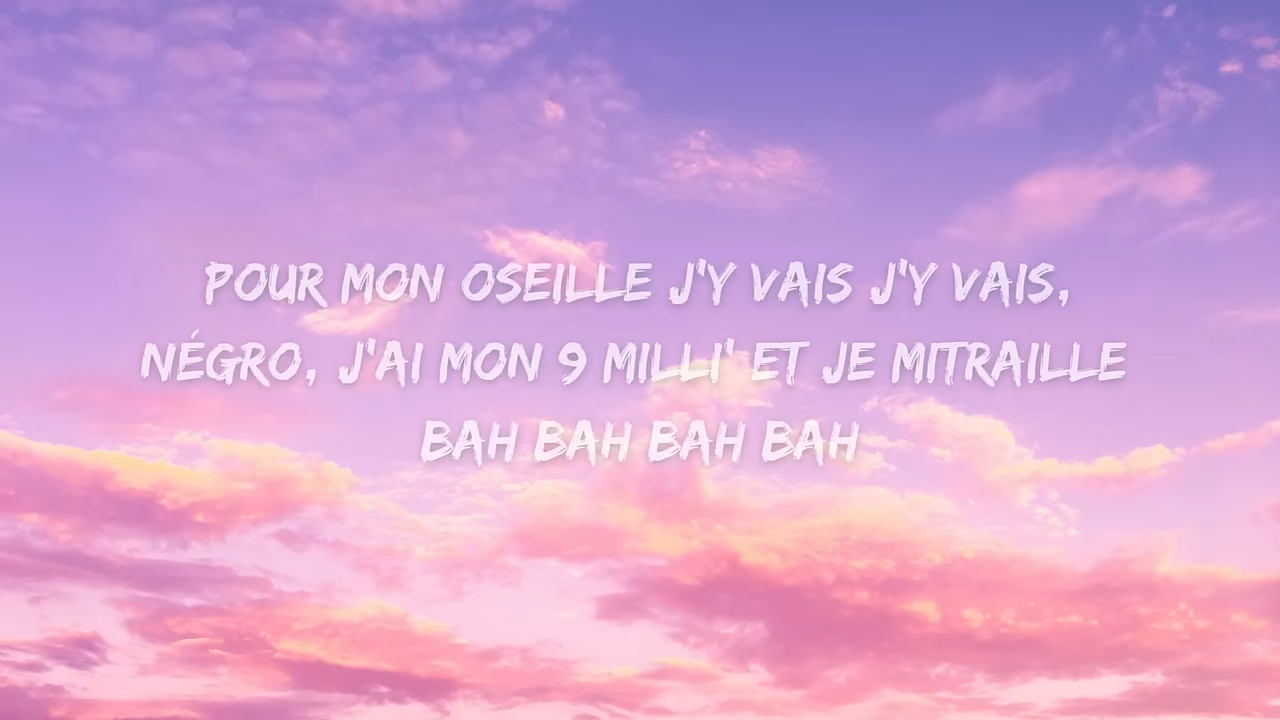 POUR MON OSEILLE J'Y VAIS J'Y VAIS,
NÉGRO, J'AI MON 9 MILLI' ET JE MITRAILLE
BAH BAH BAH BAH